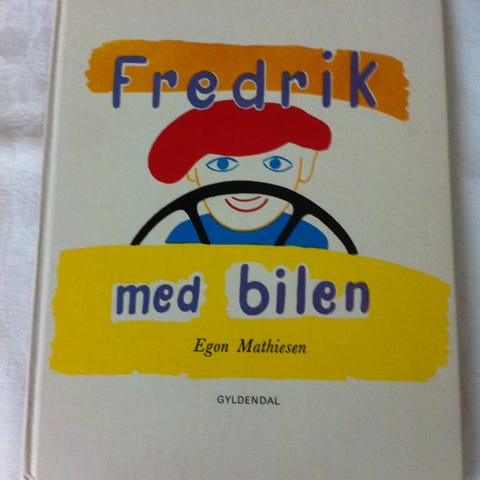 Fredrik
med bilen
Egon Mathiesen
GYLDENDAL